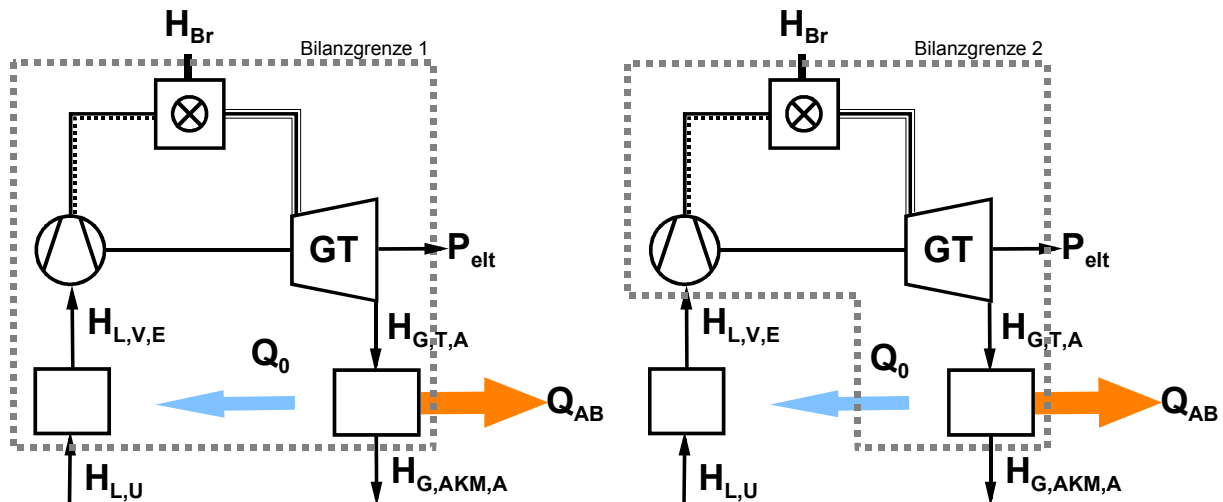 H_Br
Bilanzgrenze 1
GT
P_elt
H_L,V,E
H_G,T,A
Q_0
Q_AB
H_L,U
H_G,AKM,A
H_Br
Bilanzgrenze 2
GT
P_elt
H_L,V,E
H_G,T,A
Q_0
Q_AB
H_L,U
H_G,AKM,A